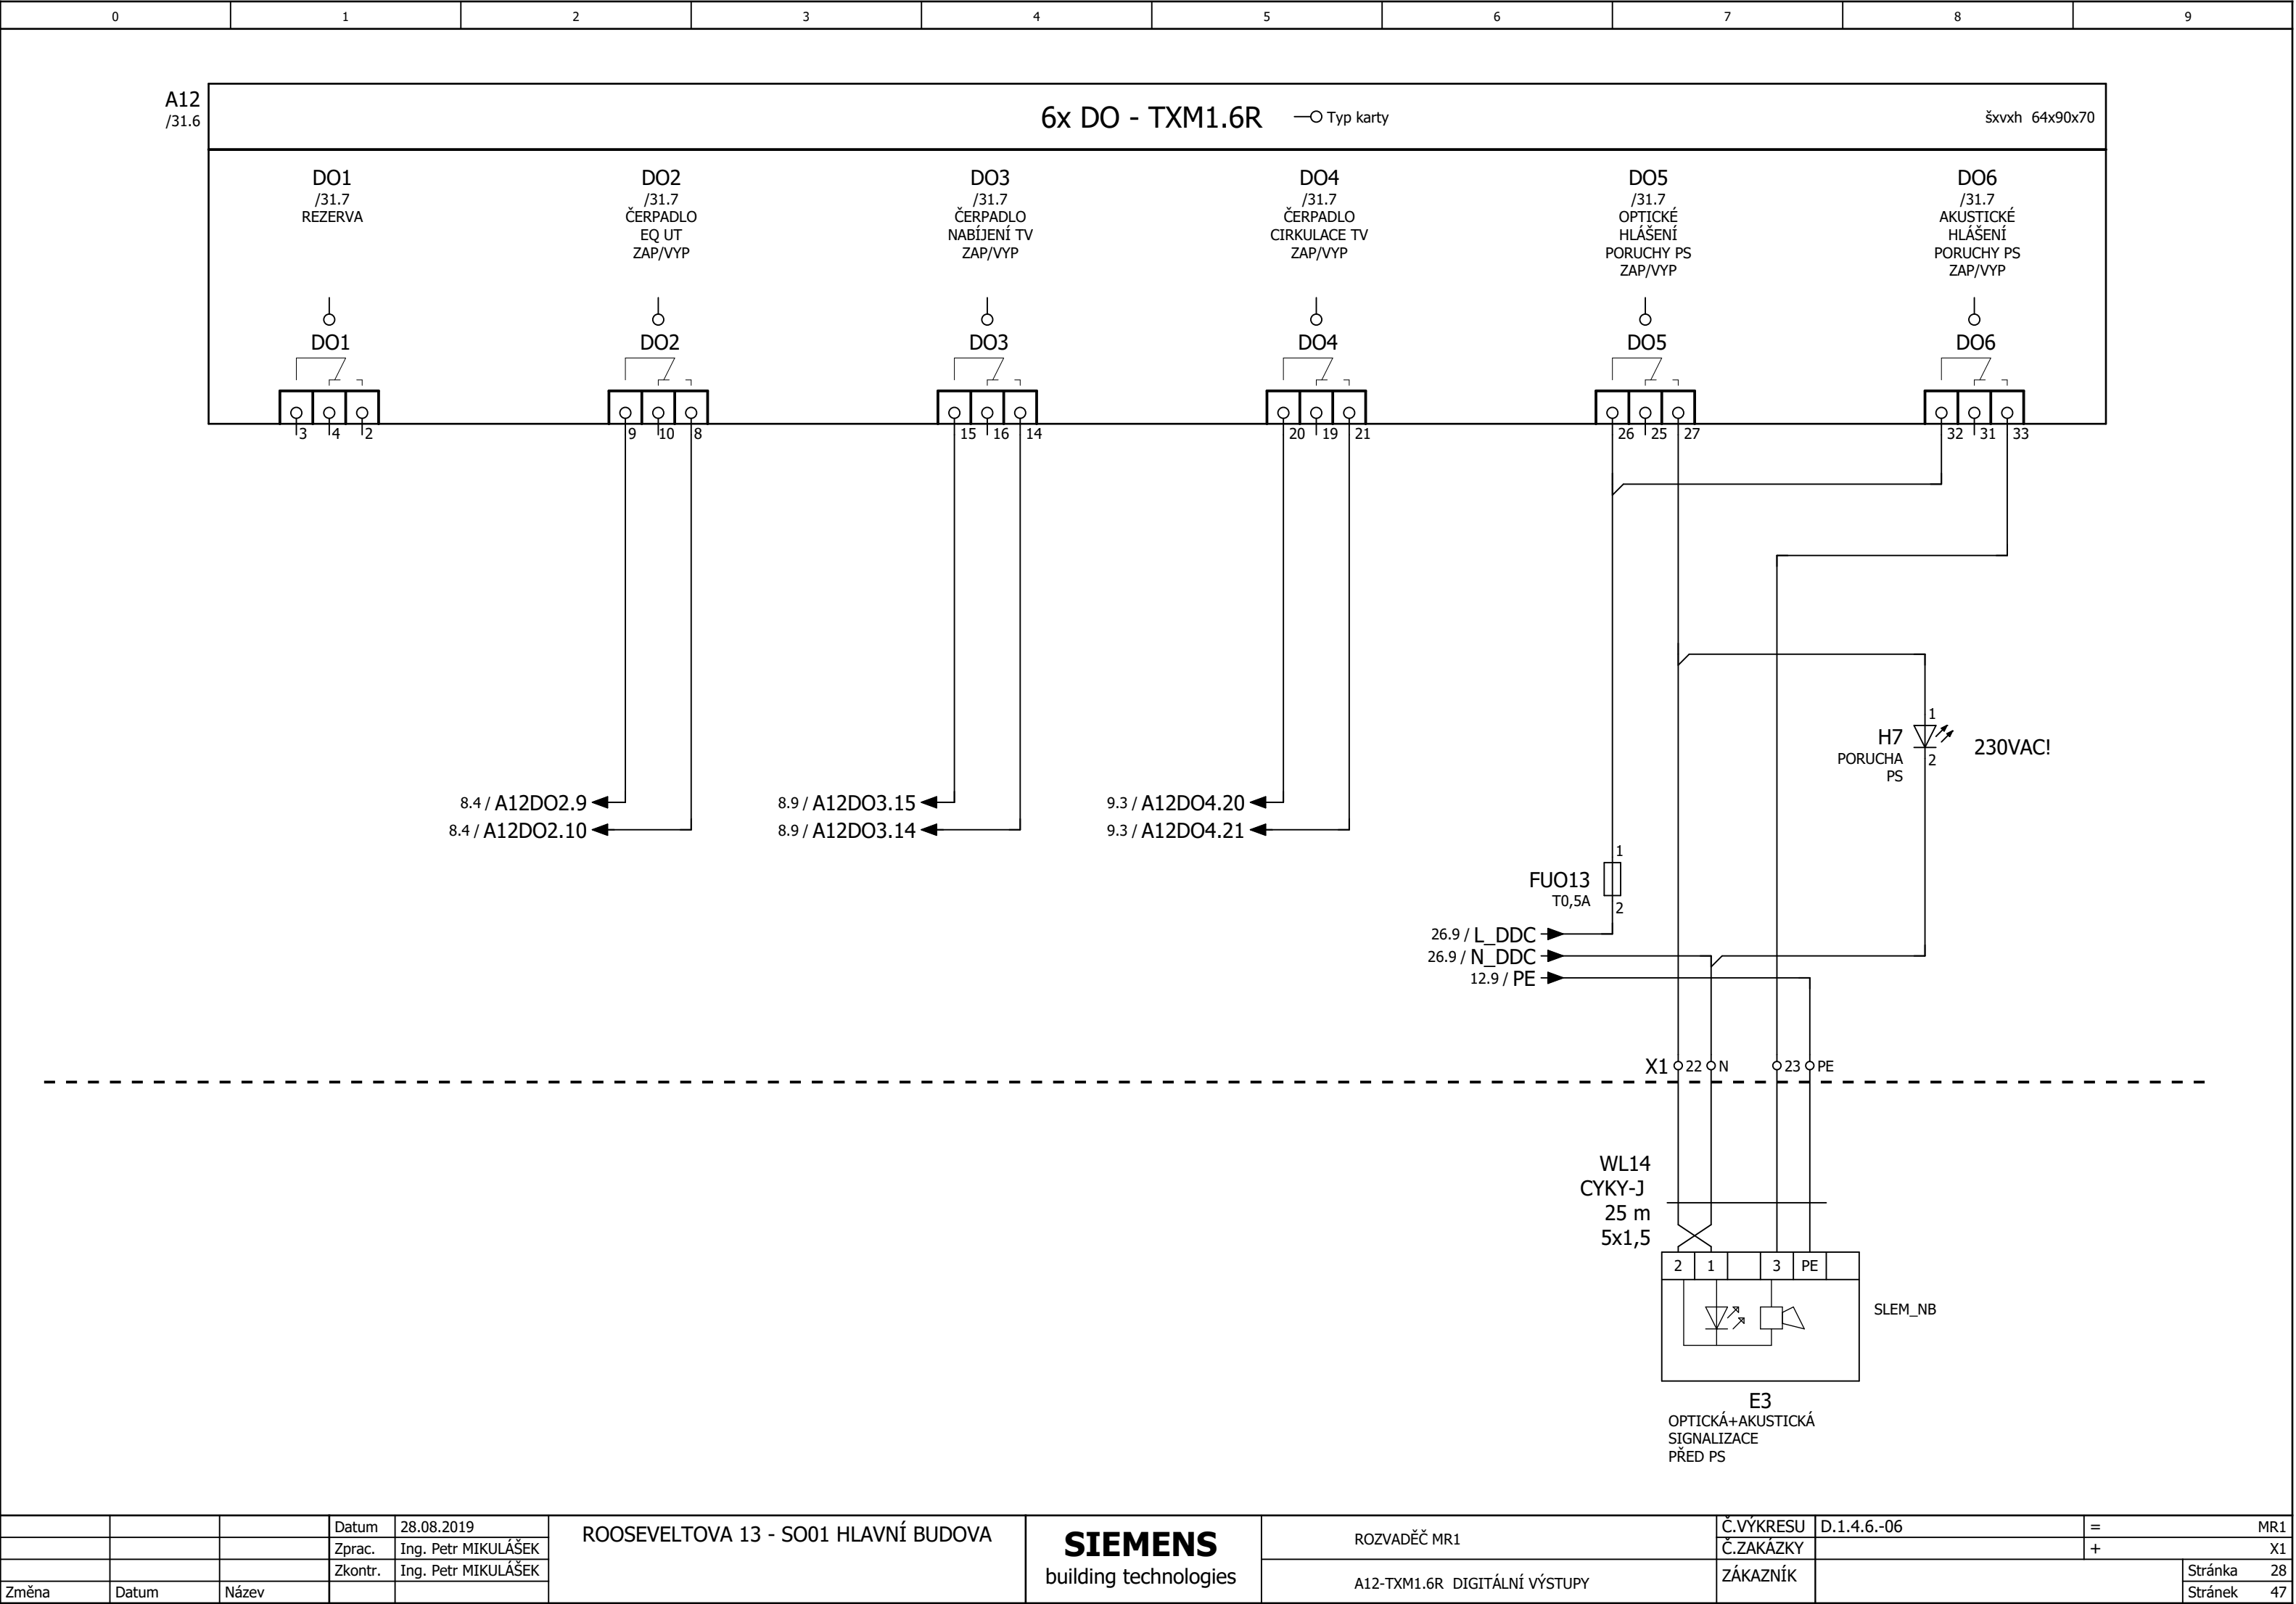 0 1 2 3 4 5 6 7 8 9
A12
/31.6
6x DO - TXM1.6R
Typ karty
šxvxh 64x90x70
DO1
/31.7
REZERVA
DO2
/31.7
ČERPADLO
EQ UT
ZAP/VYP
DO3
/31.7
ČERPADLO
NABÍJENÍ TV
ZAP/VYP
DO4
/31.7
ČERPADLO
CIRKULACE TV
ZAP/VYP
DO5
/31.7
OPTICKÉ
HLÁŠENÍ
PORUCHY PS
ZAP/VYP
DO6
/31.7
AKUSTICKÉ
HLÁŠENÍ
PORUCHY PS
ZAP/VYP
DO1 DO2 DO3 DO4 DO5 DO6
3 4 2 9 10 8 15 16 14 20 19 21 26 25 27 32 31 33
1
H7
PORUCHA
PS
2
230VAC!
8.4 / A12DO2.9
8.4 / A12DO2.10
8.9 / A12DO3.15
8.9 / A12DO3.14
9.3 / A12DO4.20
9.3 / A12DO4.21
1
FUO13
T0,5A
2
26.9 / L_DDC
26.9 / N_DDC
12.9 / PE
X1 22 N 23 PE
WL14
CYKY-J
25 m
5x1,5
2 1 3 PE
SLEM_NB
E3
OPTICKÁ+AKUSTICKÁ
SIGNALIZACE
PŘED PS
Změna Datum Název
Datum 28.08.2019
Zprac. Ing. Petr MIKULÁŠEK
Zkontr. Ing. Petr MIKULÁŠEK
ROOSEVELTOVA 13 - SO01 HLAVNÍ BUDOVA
SIEMENS
building technologies
ROZVADĚČ MR1
A12-TXM1.6R DIGITÁLNÍ VÝSTUPY
Č.VÝKRESU D.1.4.6.-06
Č.ZAKÁZKY
ZÁKAZNÍK
= MR1
+ X1
Stránka 28
Stránek 47